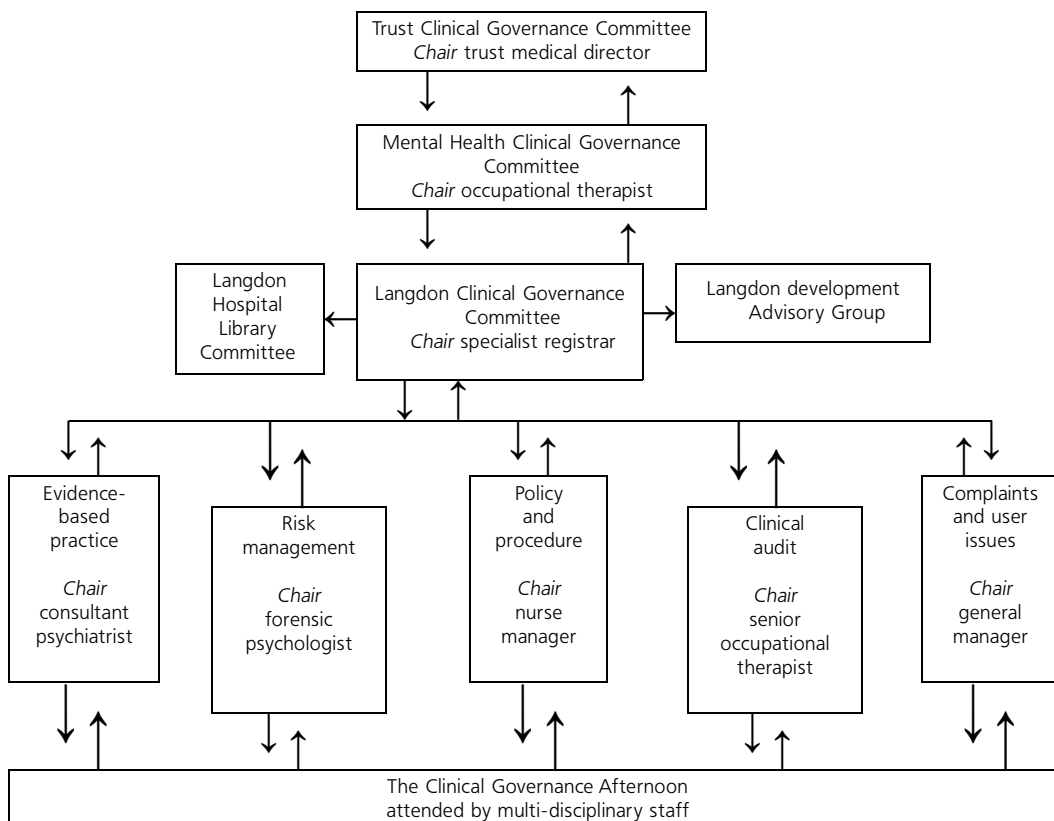 Trust Clinical Governance Committee
Chair trust medical director
Mental Health Clinical Governance
Committee
Chair occupational therapist
Langdon
Hospital
Library
Committee
Langdon Clinical Governance
Committee
Chair specialist registrar
Langdon development
Advisory Group
Evidence-
based
practice
Chair
consultant
psychiatrist
Risk
management
Chair
forensic
psychologist
Policy
and
procedure
Chair
nurse
manager
Clinical
audit
Chair
senior
occupational
therapist
Complaints
and user
issues
Chair
general
manager
The Clinical Governance Afternoon
attended by multi-disciplinary staff